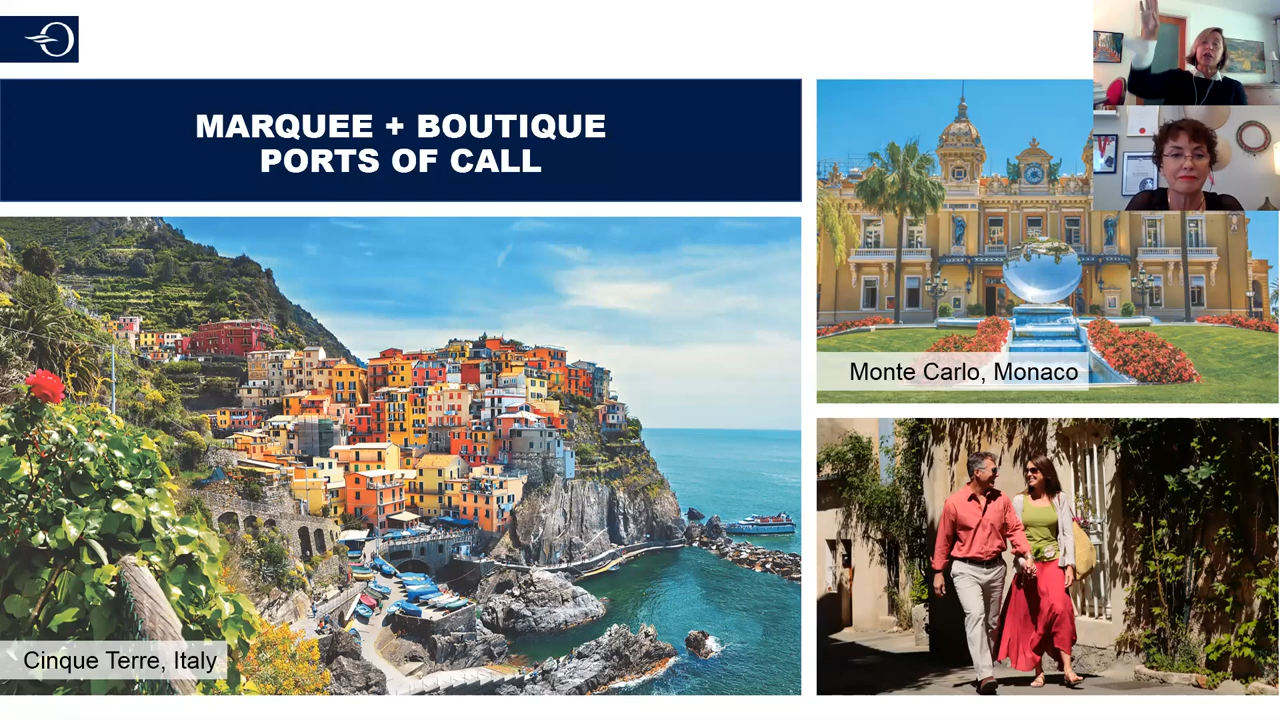 MARQUEE + BOUTIQUE
PORTS OF CALL
Monte Carlo, Monaco
Cinque Terre, Italy